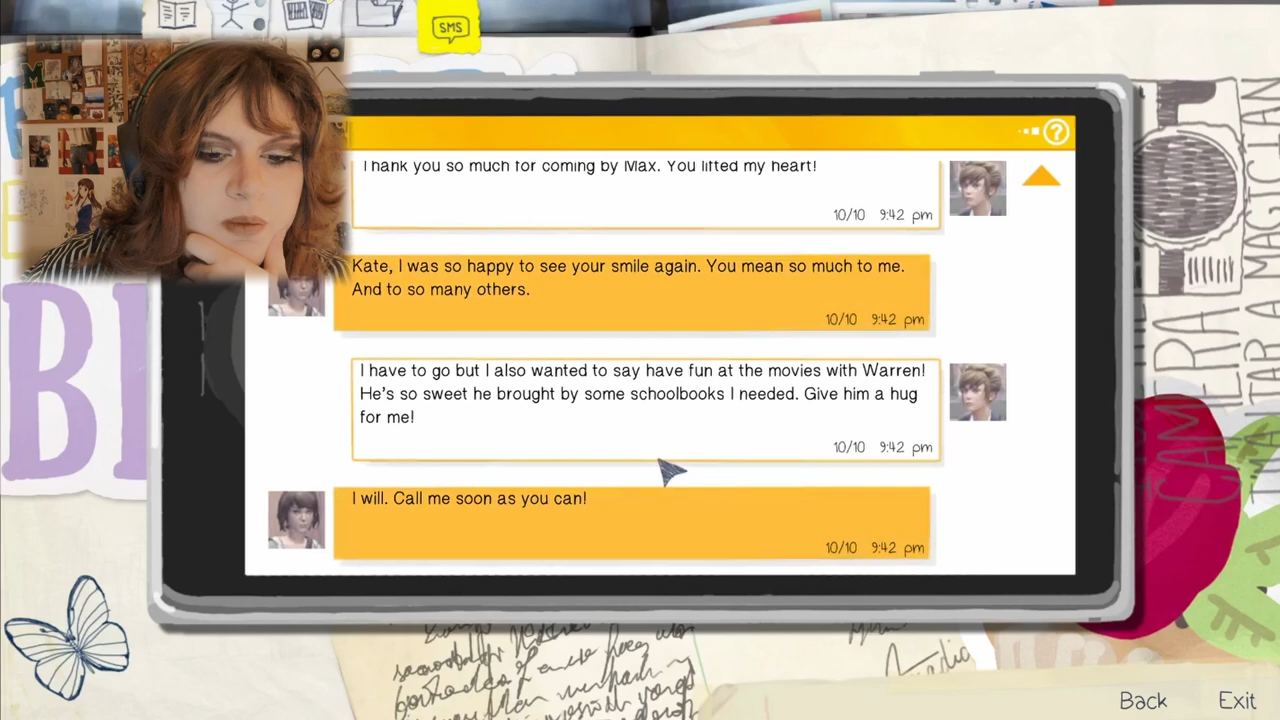 SMS
Thank you so much for coming by Max. You lifted my heart!
10/10 9:42 pm
Kate, I was so happy to see your smile again. You mean so much to me.
And to so many others.
10/10 9:42 pm
I have to go but I also wanted to say have fun at the movies with Warren!
He's so sweet he brought by some schoolbooks I needed. Give him a hug
for me!
10/10 9:42 pm
I will. Call me soon as you can!
10/10 9:42 pm
CAMERA
MAGICIAN
Back Exit